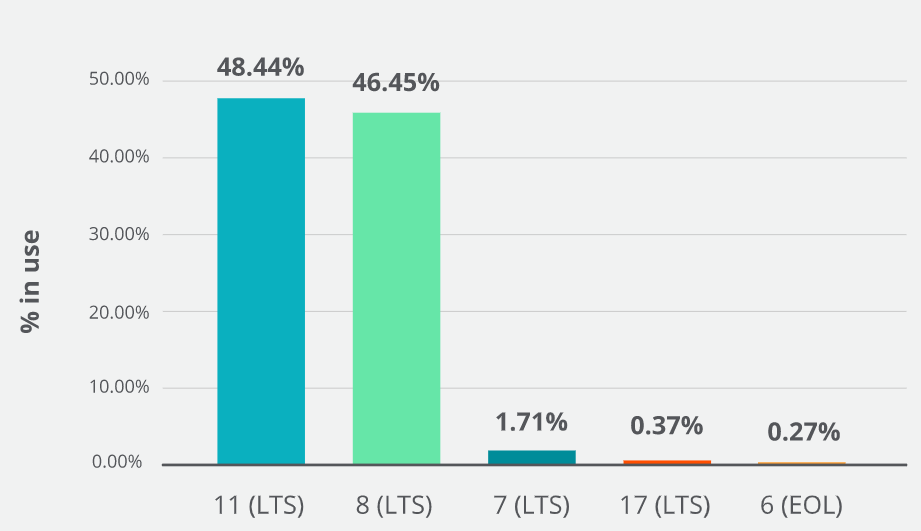 48.44%
46.45%
50.00%
40.00%
30.00%
20.00%
10.00%
0.00%
% in use
1.71%
0.37%
0.27%
11 (LTS)
8 (LTS)
7 (LTS)
17 (LTS)
6 (EOL)